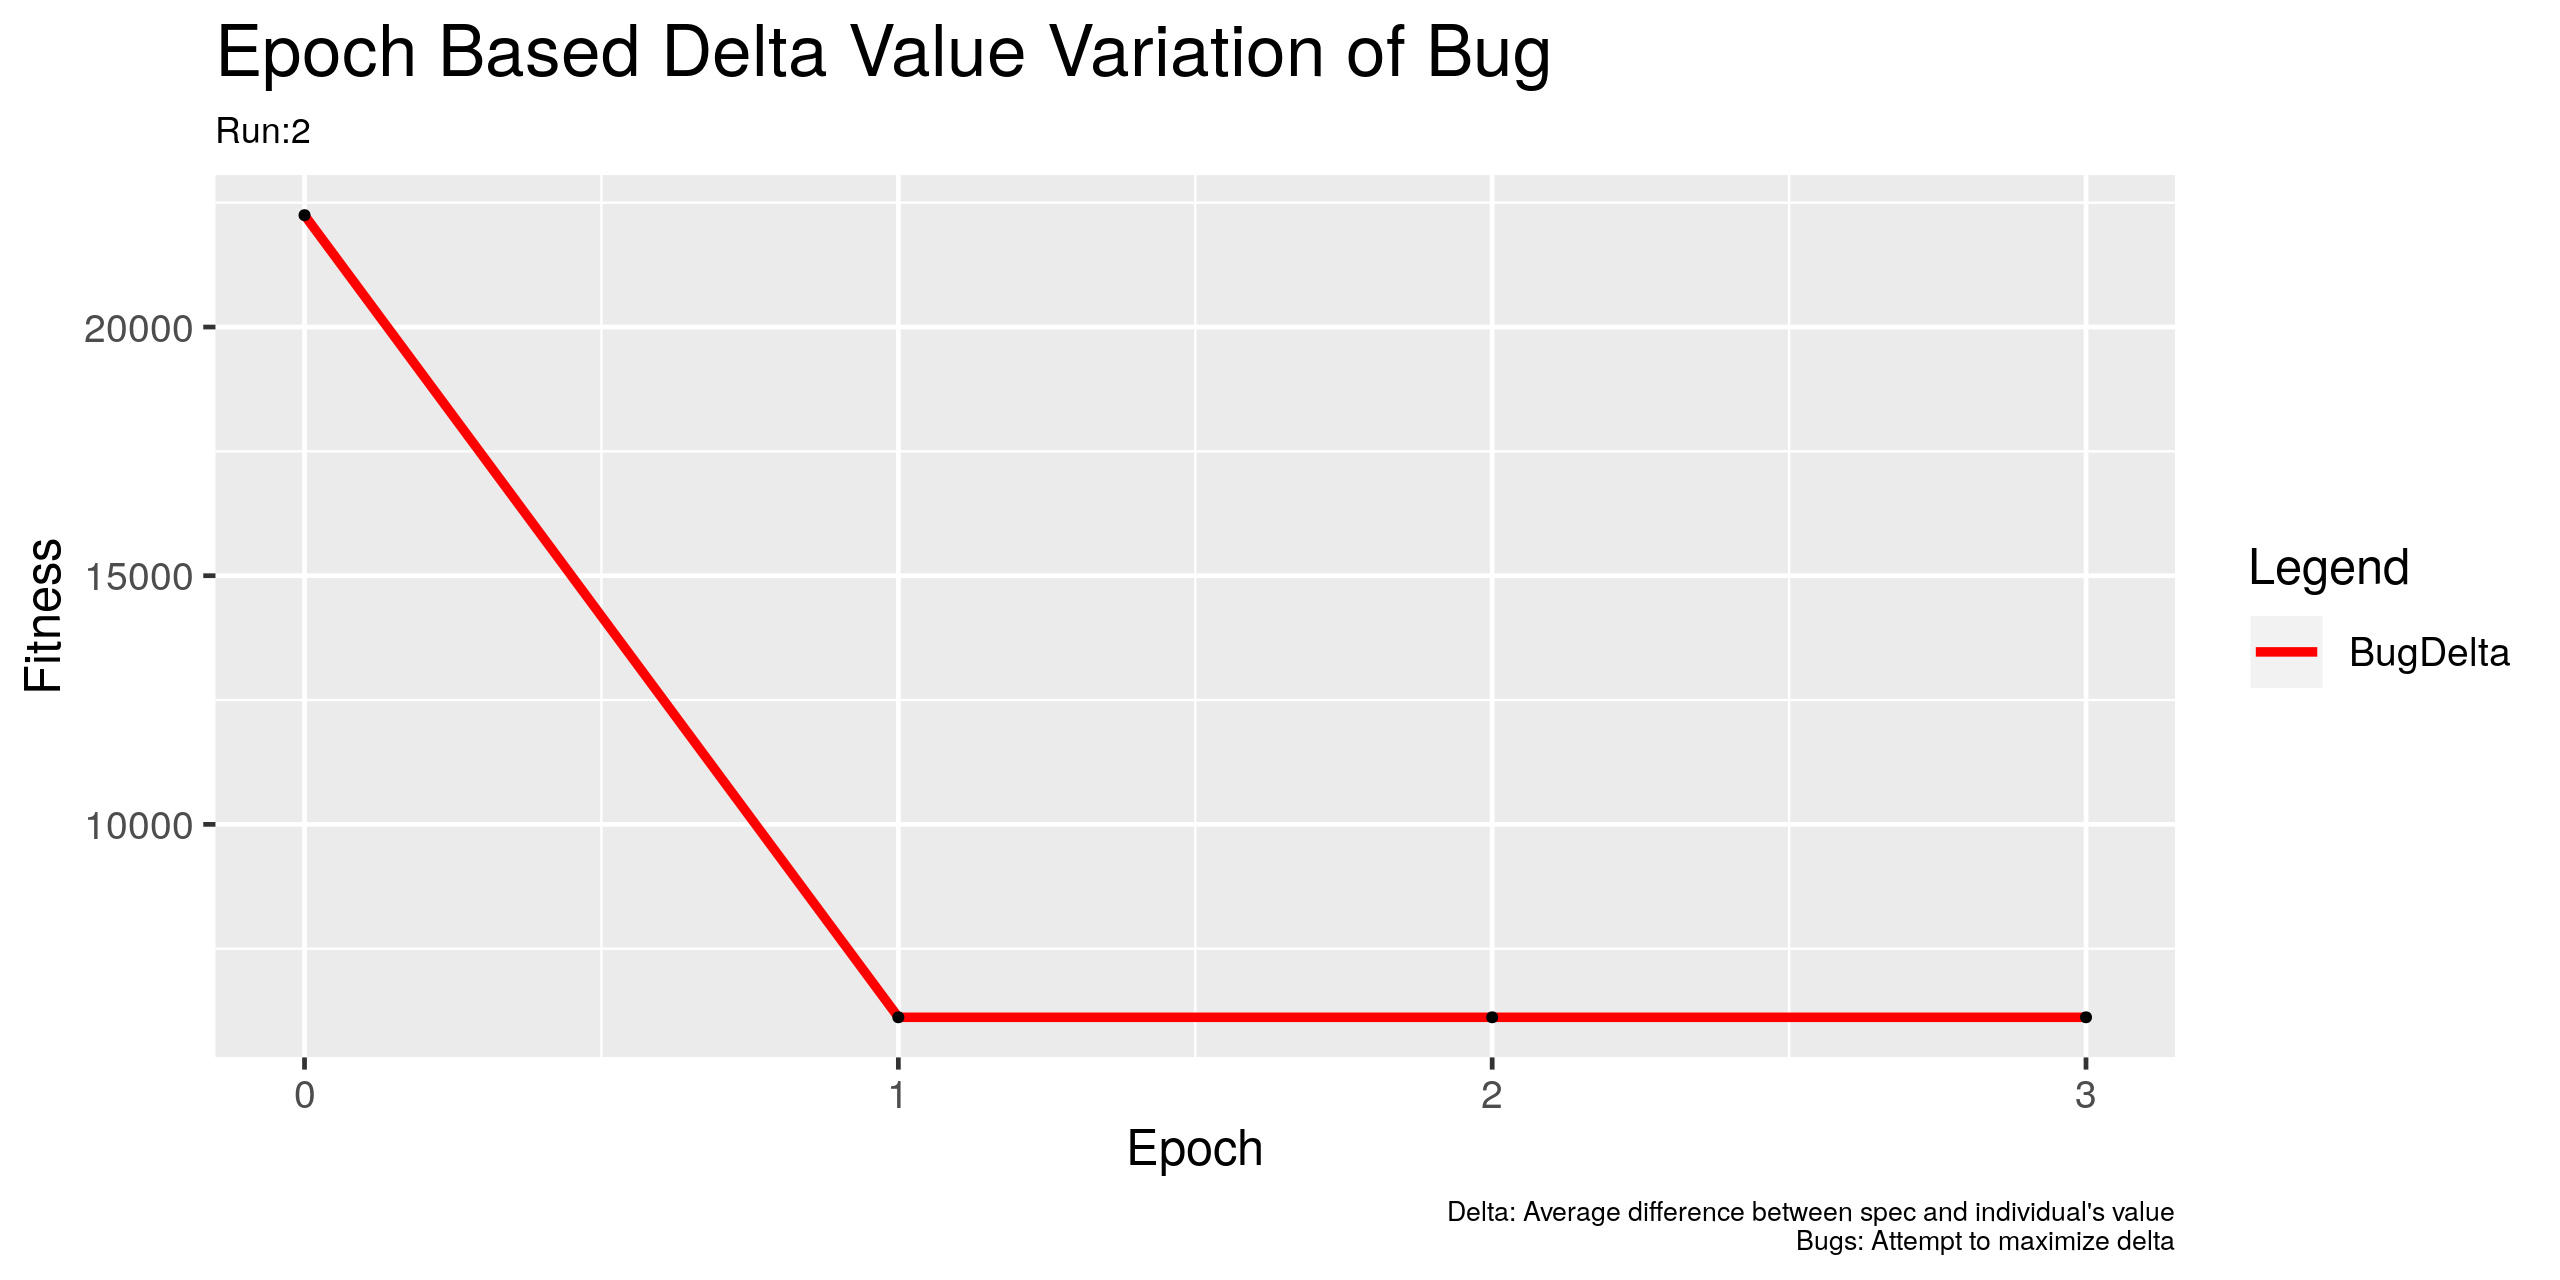 Epoch Based Delta Value Variation of Bug
Run:2
Fitness
20000
15000
10000
0 1 2 3
Epoch
Legend
BugDelta
Delta: Average difference between spec and individual's value
Bugs: Attempt to maximize delta